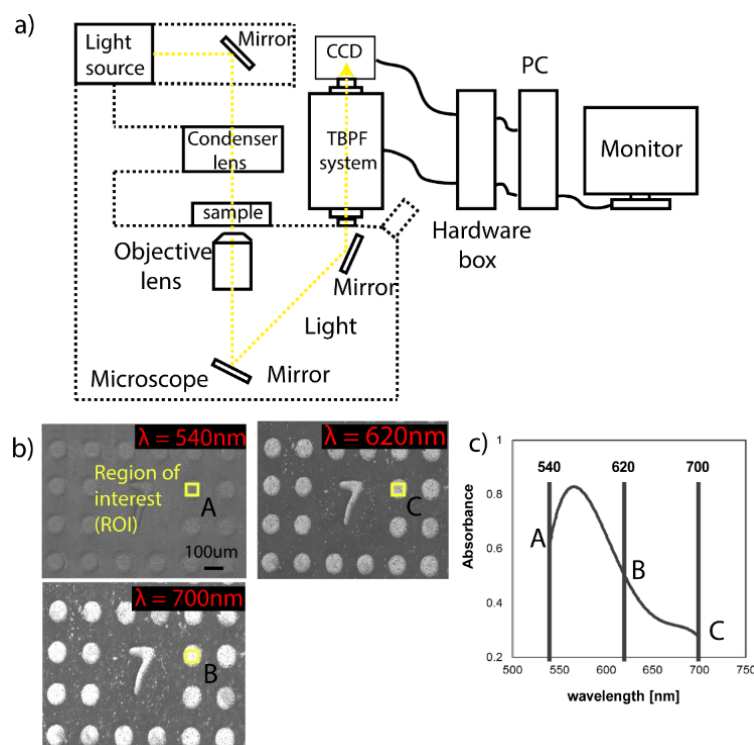 a)
Light
source
Mirror
CCD
TBPF
system
PC
Monitor
Condenser
lens
sample
Objective
lens
Hardware
box
Mirror
Light
Microscope
Mirror
b)
λ = 540nm
Region of
interest
(ROI)
A
100um
λ = 620nm
C
λ = 700nm
B
c)
540
620
700
1
0.8
0.6
0.4
0.2
Absorbance
A
B
C
500
550
600
650
700
750
wavelength [nm]